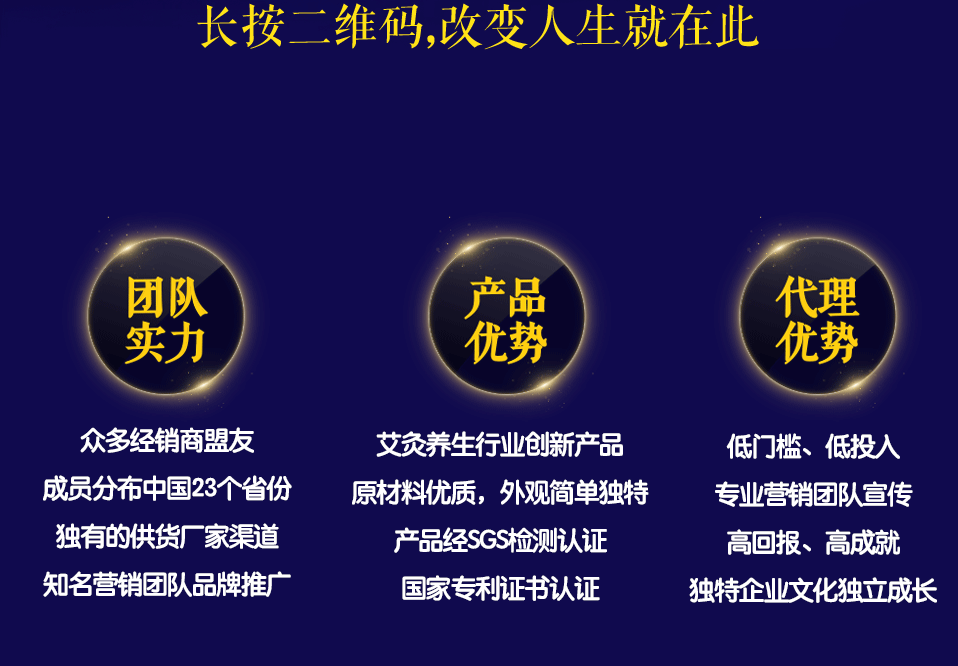 长按二维码,改变人生就在此
团队
实力
众多经销商盟友
成员分布中国23个省份
独有的供货厂家渠道
知名营销团队品牌推广
产品
优势
艾灸养生行业创新产品
原材料优质，外观简单独特
产品经SGS检测认证
国家专利证书认证
代理
优势
低门槛、低投入
专业营销团队宣传
高回报、高成就
独特企业文化独立成长